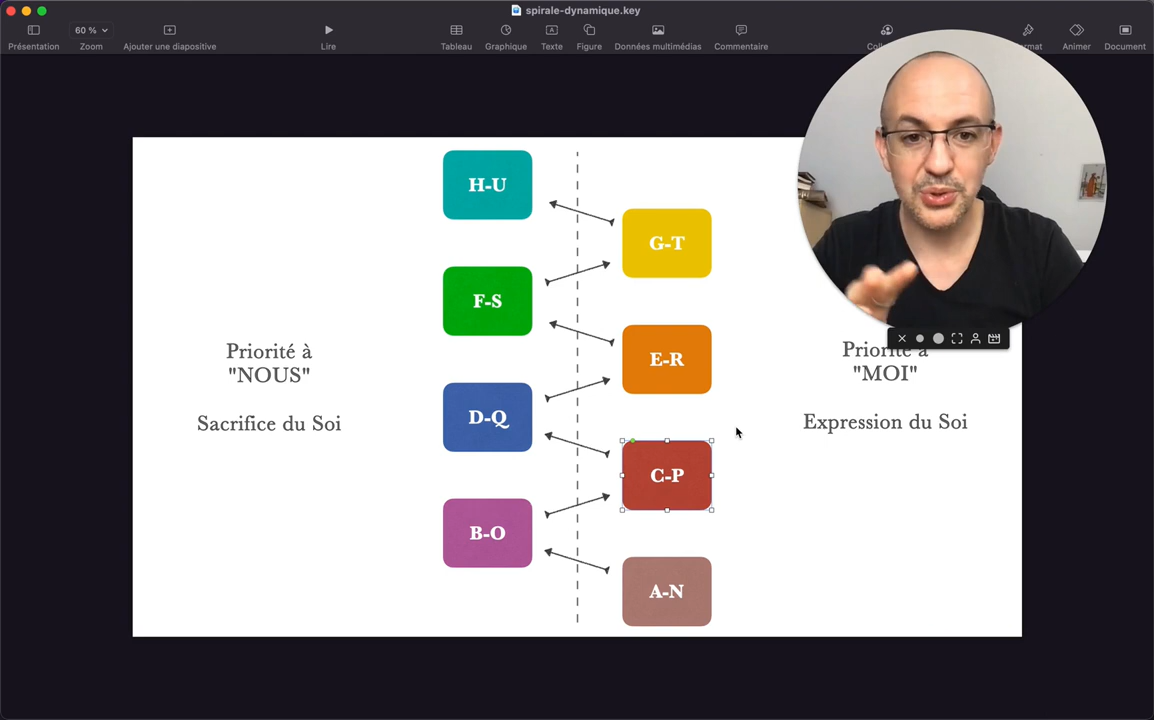 spirale-dynamique.key
60 %
Présentation
Zoom
Ajouter une diapositive
Lire
Tableau
Graphique
Texte
Figure
Données multimédias
Commentaire
Animer
Document
H-U
G-T
F-S
E-R
D-Q
C-P
B-O
A-N
Priorité à
"NOUS"
Sacrifice du Soi
Priorité à
"MOI"
Expression du Soi